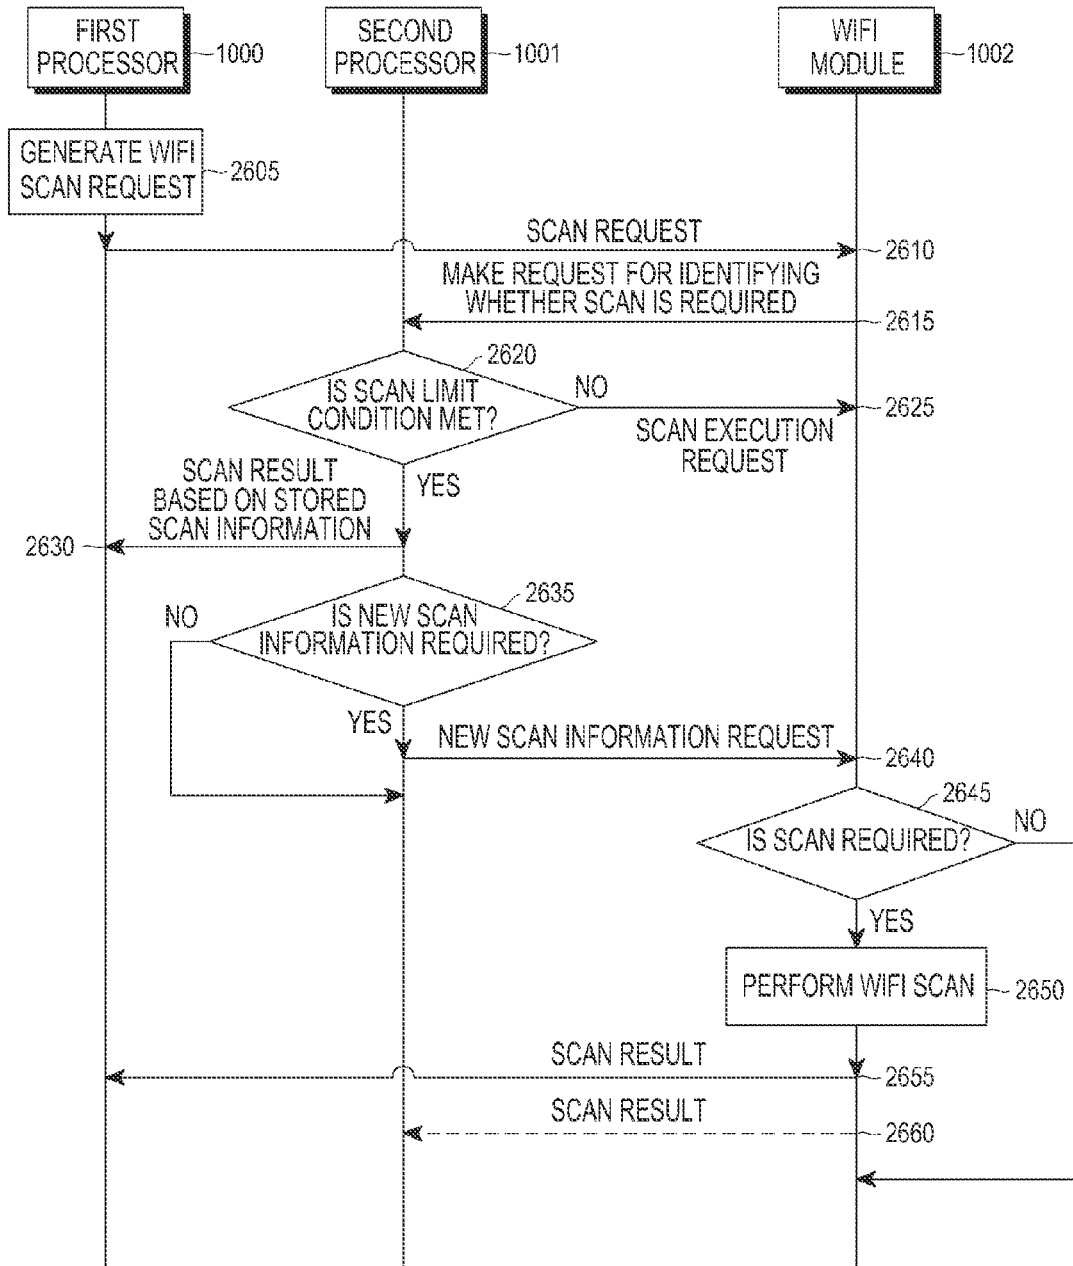 FIRST
PROCESSOR
1000
SECOND
PROCESSOR
1001
WIFI
MODULE
1002
GENERATE WIFI
SCAN REQUEST
2605
SCAN REQUEST
2610
MAKE REQUEST FOR IDENTIFYING
WHETHER SCAN IS REQUIRED
2615
2620
IS SCAN LIMIT
CONDITION MET?
NO
2625
SCAN EXECUTION
REQUEST
YES
SCAN RESULT
BASED ON STORED
SCAN INFORMATION
2630
2635
NO
IS NEW SCAN
INFORMATION REQUIRED?
YES
NEW SCAN INFORMATION REQUEST
2640
2645
IS SCAN REQUIRED?
NO
YES
PERFORM WIFI SCAN
2650
SCAN RESULT
2655
SCAN RESULT
2660